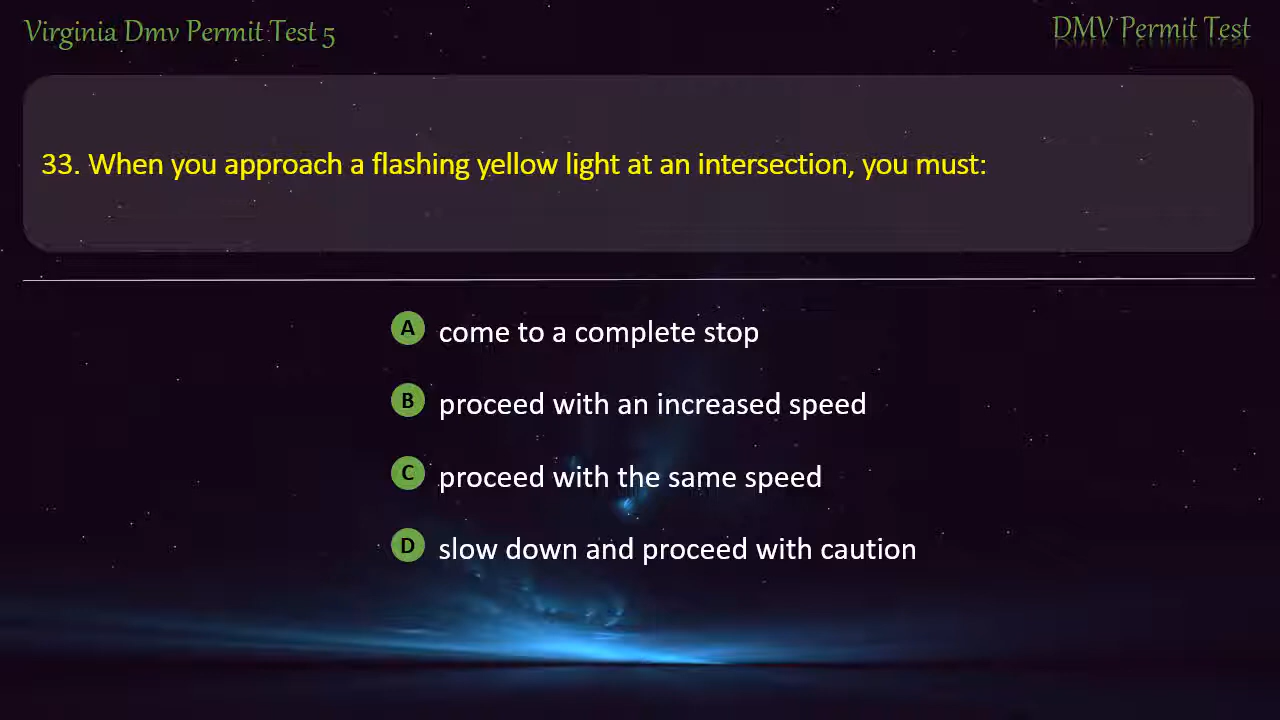 Virginia Dmv Permit Test 5
DMV Permit Test
33. When you approach a flashing yellow light at an intersection, you must:
A come to a complete stop
B proceed with an increased speed
C proceed with the same speed
D slow down and proceed with caution